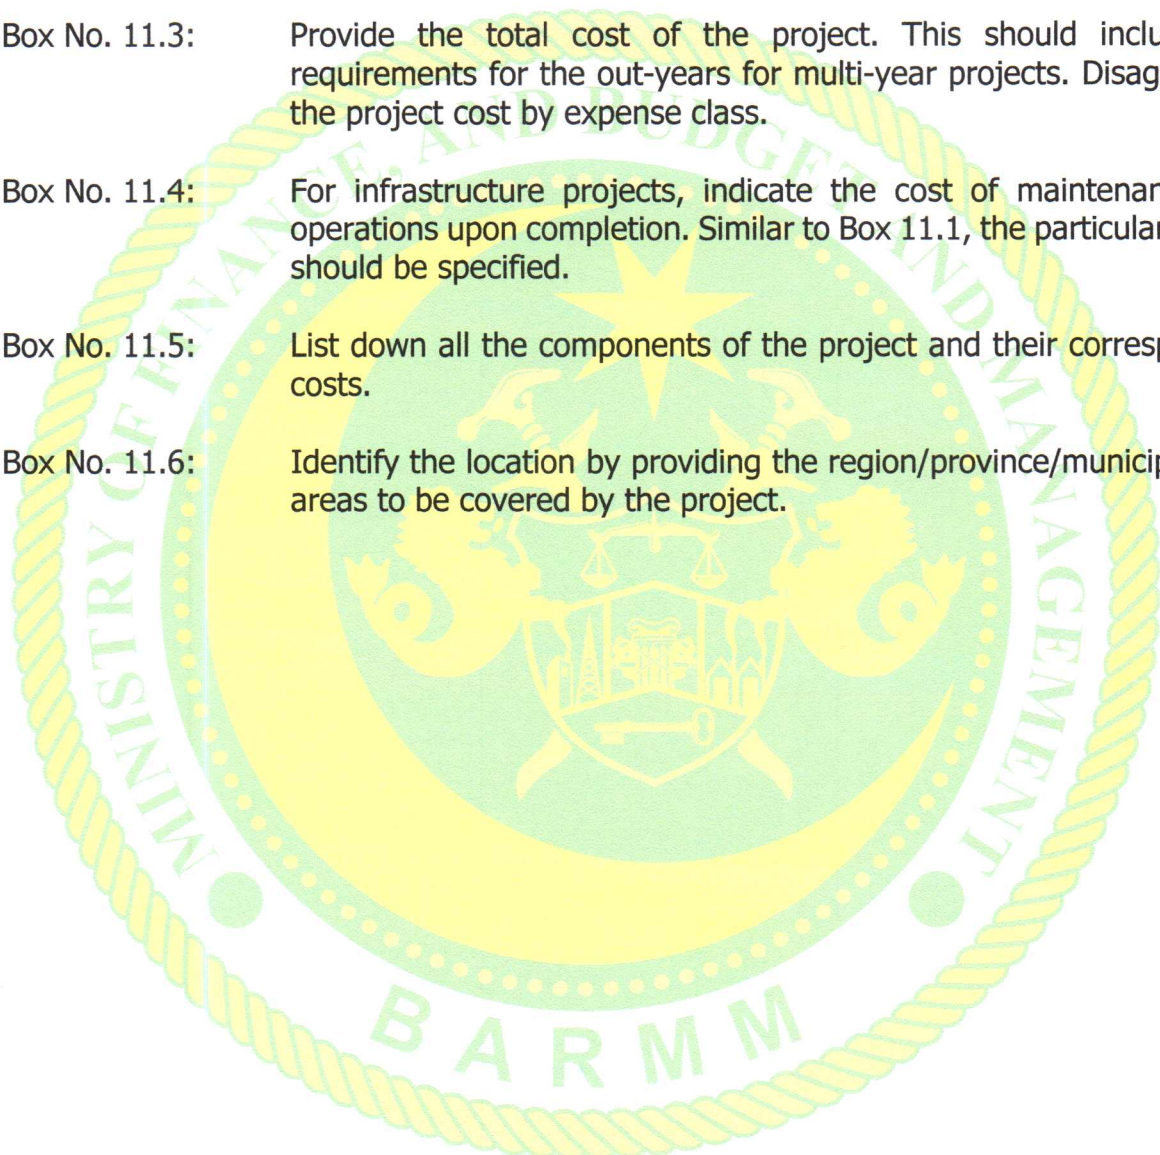 Box No. 11.3: Provide the total cost of the project. This should inclu
requirements for the out-years for multi-year projects. Disag
the project cost by expense class.
Box No. 11.4: For infrastructure projects, indicate the cost of maintenan
operations upon completion. Similar to Box 11.1, the particular
should be specified.
Box No. 11.5: List down all the components of the project and their corresp
costs.
Box No. 11.6: Identify the location by providing the region/province/municip
areas to be covered by the project.
MINISTRY OF FINANCE, AND BUDGET AND MANAGEMENT
BARMM